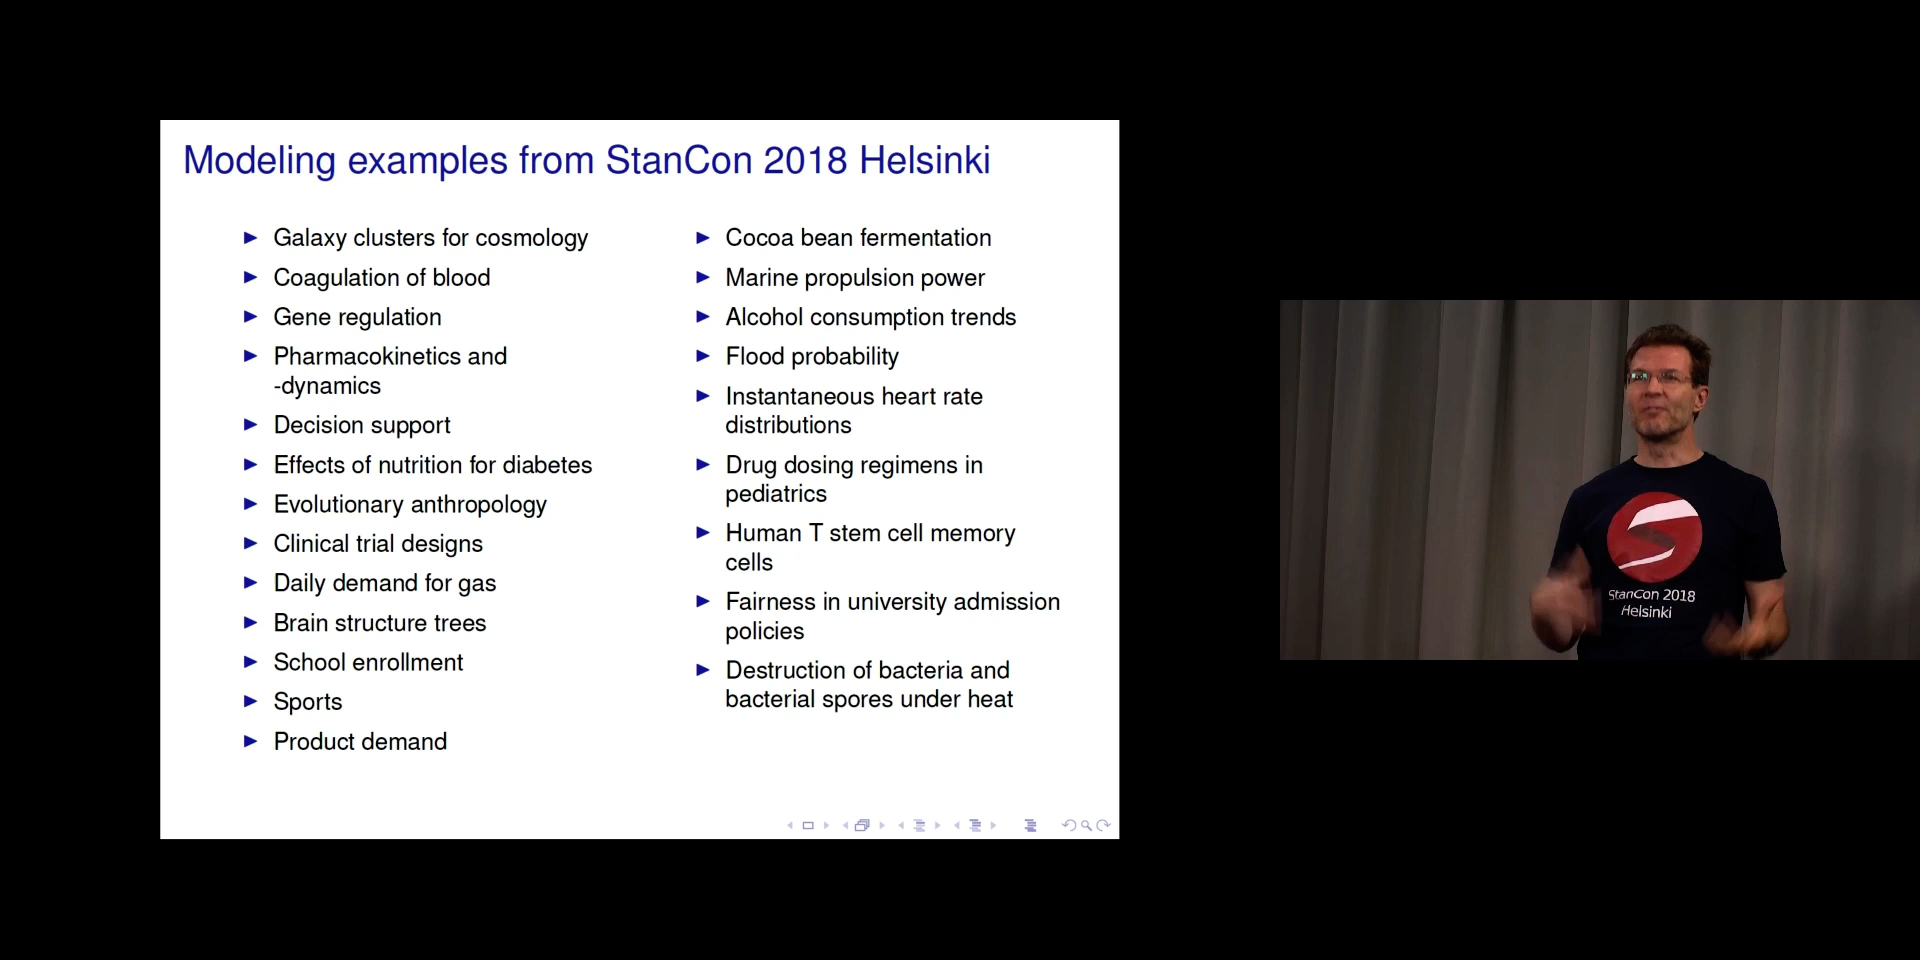 Modeling examples from StanCon 2018 Helsinki
Galaxy clusters for cosmology
Coagulation of blood
Gene regulation
Pharmacokinetics and
-dynamics
Decision support
Effects of nutrition for diabetes
Evolutionary anthropology
Clinical trial designs
Daily demand for gas
Brain structure trees
School enrollment
Sports
Product demand
Cocoa bean fermentation
Marine propulsion power
Alcohol consumption trends
Flood probability
Instantaneous heart rate
distributions
Drug dosing regimens in
pediatrics
Human T stem cell memory
cells
Fairness in university admission
policies
Destruction of bacteria and
bacterial spores under heat
StanCon 2018
Helsinki